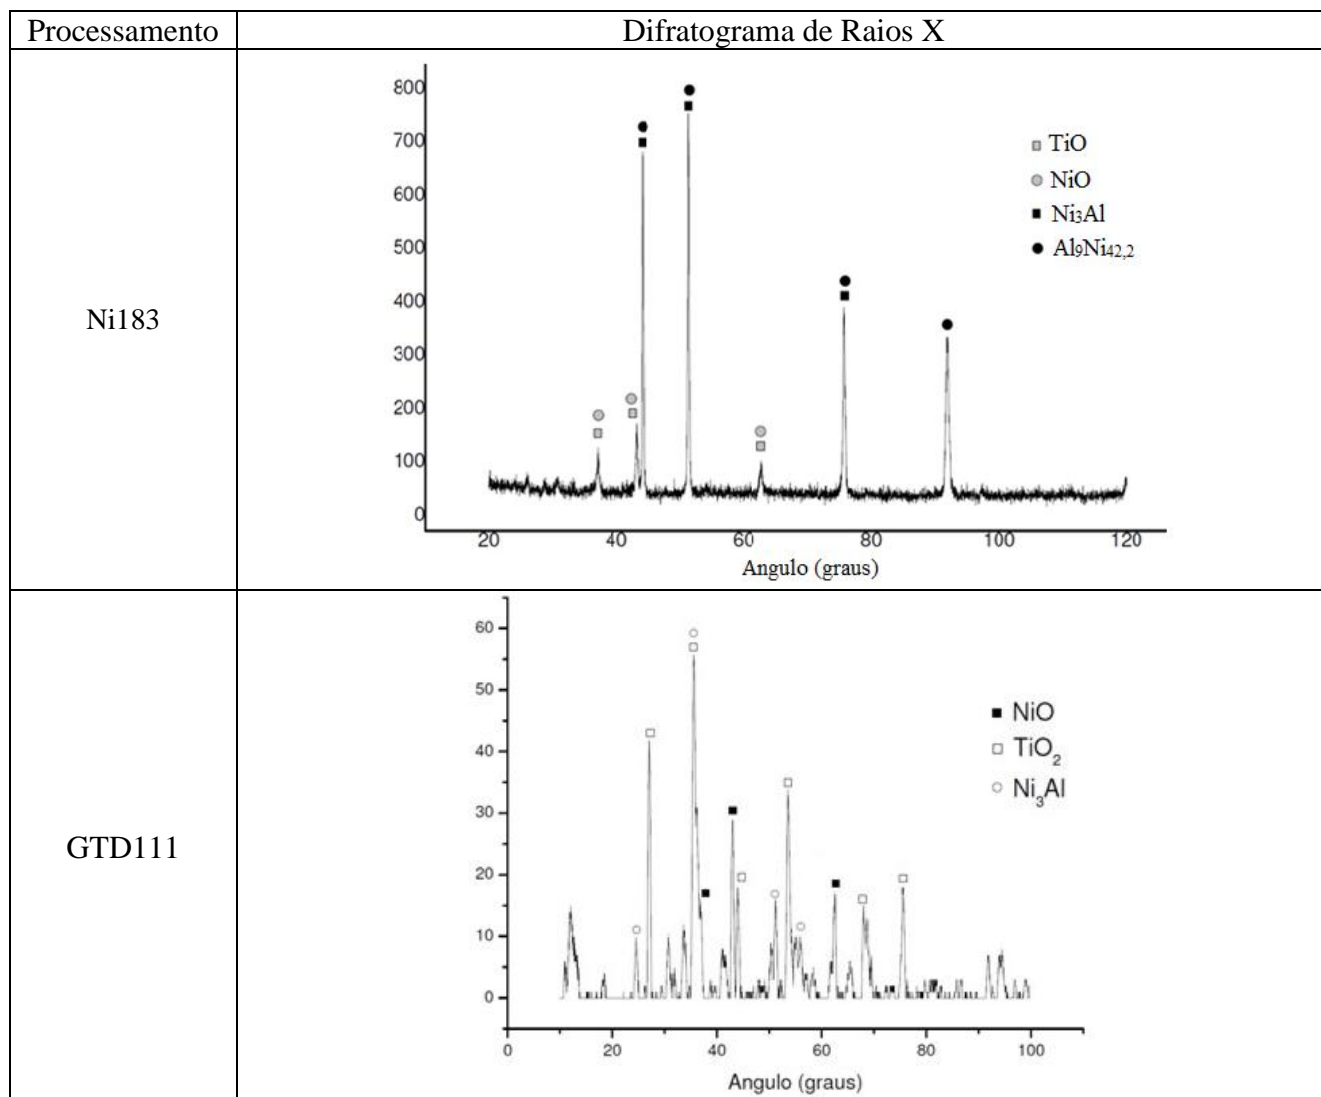 Processamento Difratograma de Raios X
Ni183
800
700
600
500
400
300
200
100
0
TiO
NiO
Ni₃Al
Al₉Ni₄₂,₂
20 40 60 80 100 120
Angulo (graus)
GTD111
60
50
40
30
20
10
0
NiO
TiO₂
Ni₃Al
0 20 40 60 80 100
Angulo (graus)